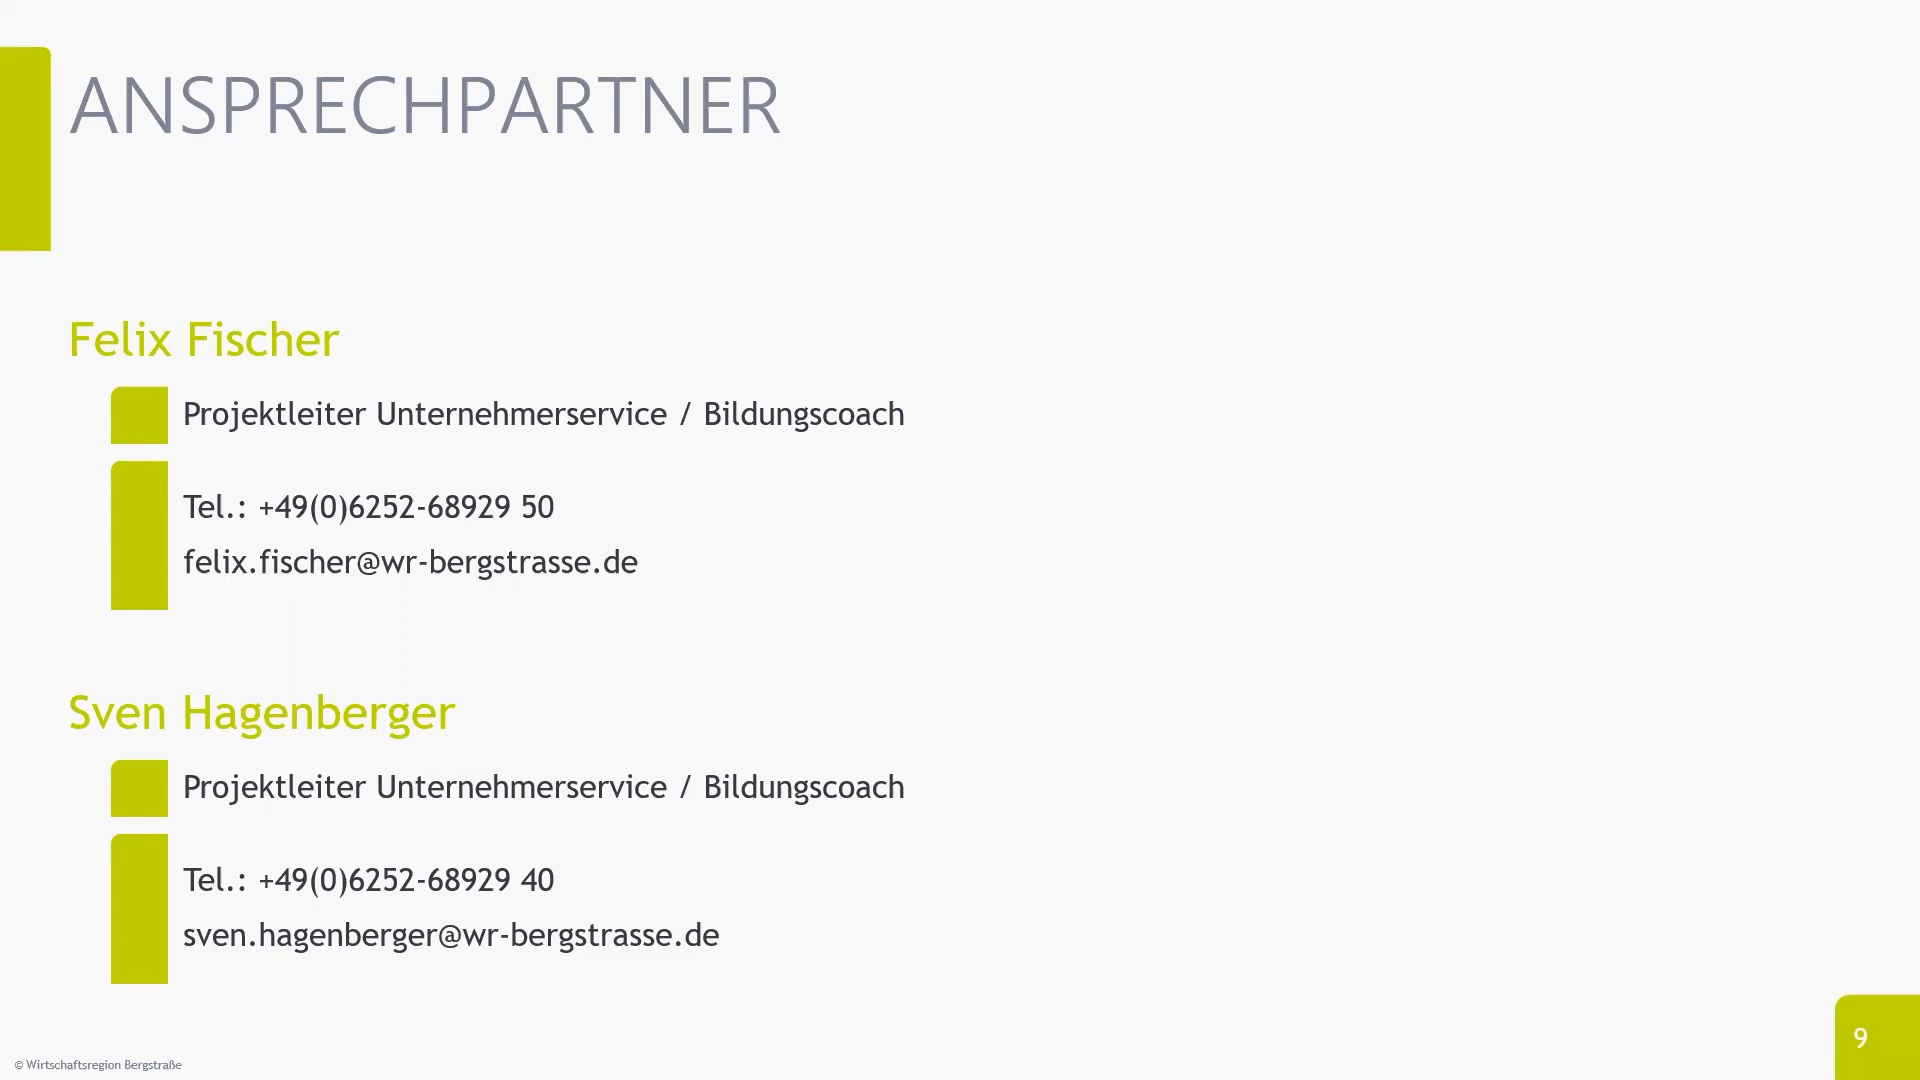 ANSPRECHPARTNER
Felix Fischer
Projektleiter Unternehmerservice / Bildungscoach
Tel.: +49(0)6252-68929 50
felix.fischer@wr-bergstrasse.de
Sven Hagenberger
Projektleiter Unternehmerservice / Bildungscoach
Tel.: +49(0)6252-68929 40
sven.hagenberger@wr-bergstrasse.de
9
© Wirtschaftsregion Bergstraße